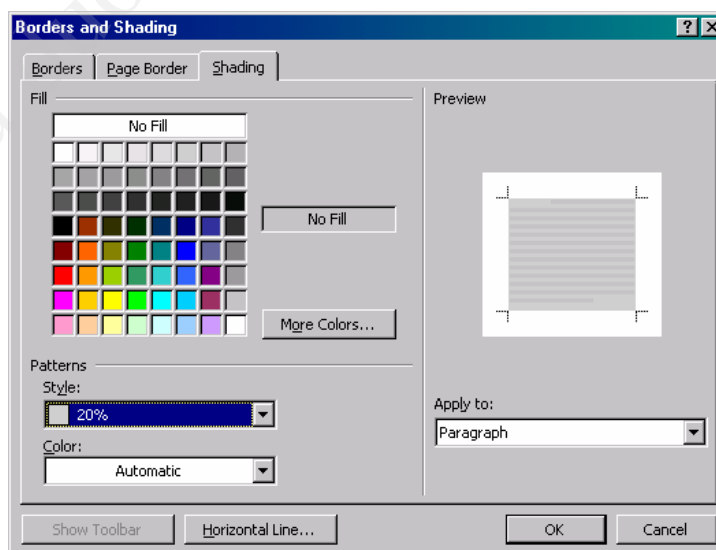 Borders and Shading
Borders Page Border Shading
Fill
No Fill
No Fill
More Colors...
Patterns
Style:
20%
Color:
Automatic
Preview
Apply to:
Paragraph
Show Toolbar Horizontal Line... OK Cancel